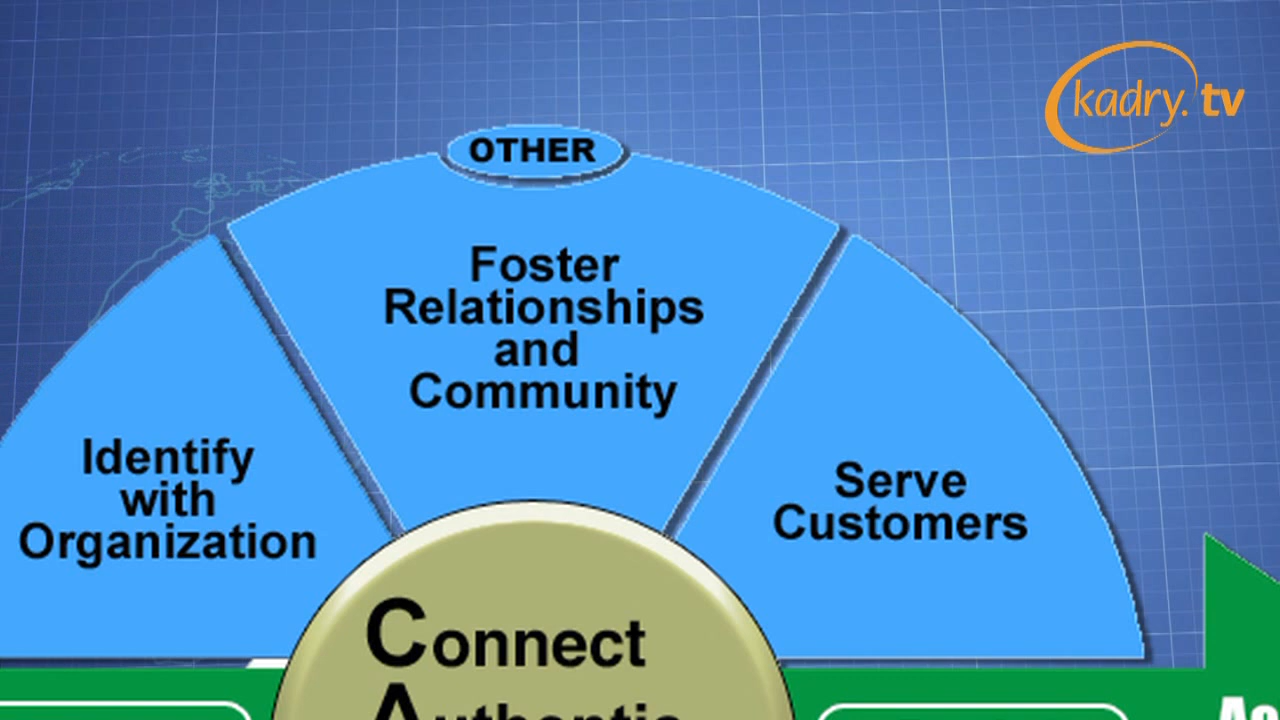 kadry.tv
OTHER
Foster
Relationships
and
Community
Identify
with
Organization
Serve
Customers
Connect